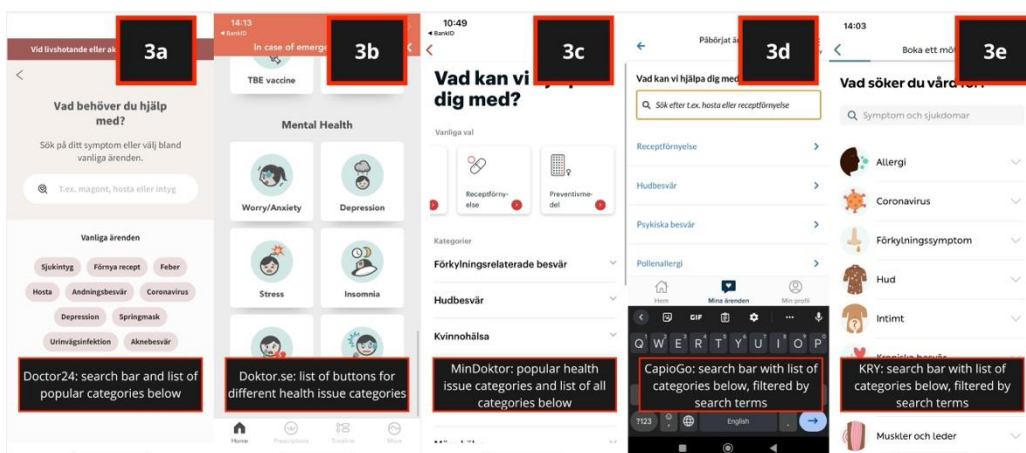 Vid livshotande eller ak
3a
Vad behöver du hjälp
med?
Sök på ditt symptom eller välj bland
vanliga ärenden.
T.ex. magont, hosta eller intyg
Vanliga ärenden
Sjukintyg
Förnya recept
Feber
Hosta
Andningsbesvär
Coronavirus
Depression
Springmask
Urinvägsinfektion
Aknebesvär
Doctor24: search bar and list of
popular categories below
14:13
BankID
In case of emerge
3b
TBE vaccine
Mental Health
Worry/Anxiety
Depression
Stress
Insomnia
Doktor.se: list of buttons for
different health issue categories
Home
Prescriptions
Timeline
More
10:49
BankID
3c
Vad kan vi
dig med?
Vanliga val
Receptförny-
else
Preventivme-
del
Kategorier
Förkylningsrelaterade besvär
Hudbesvär
Kvinnohälsa
MinDoktor: popular health
issue categories and list of all
categories below
Påbörjat
3d
Vad kan vi hjälpa dig med
Sök efter t.ex. hosta eller receptförnyelse
Receptförnyelse
Hudbesvär
Psykiska besvär
Pollenallergi
Hem
Mina ärenden
Min profil
GIF
Q W E R T Y U I O P
CapioGo: search bar with list of
categories below, filtered by
search terms
?123
English
14:03
Boka ett mö
3e
Vad söker du vård för?
Symptom och sjukdomar
Allergi
Coronavirus
Förkylningssymptom
Hud
Intimt
KRY: search bar with list of
categories below, filtered by
search terms
Muskler och leder